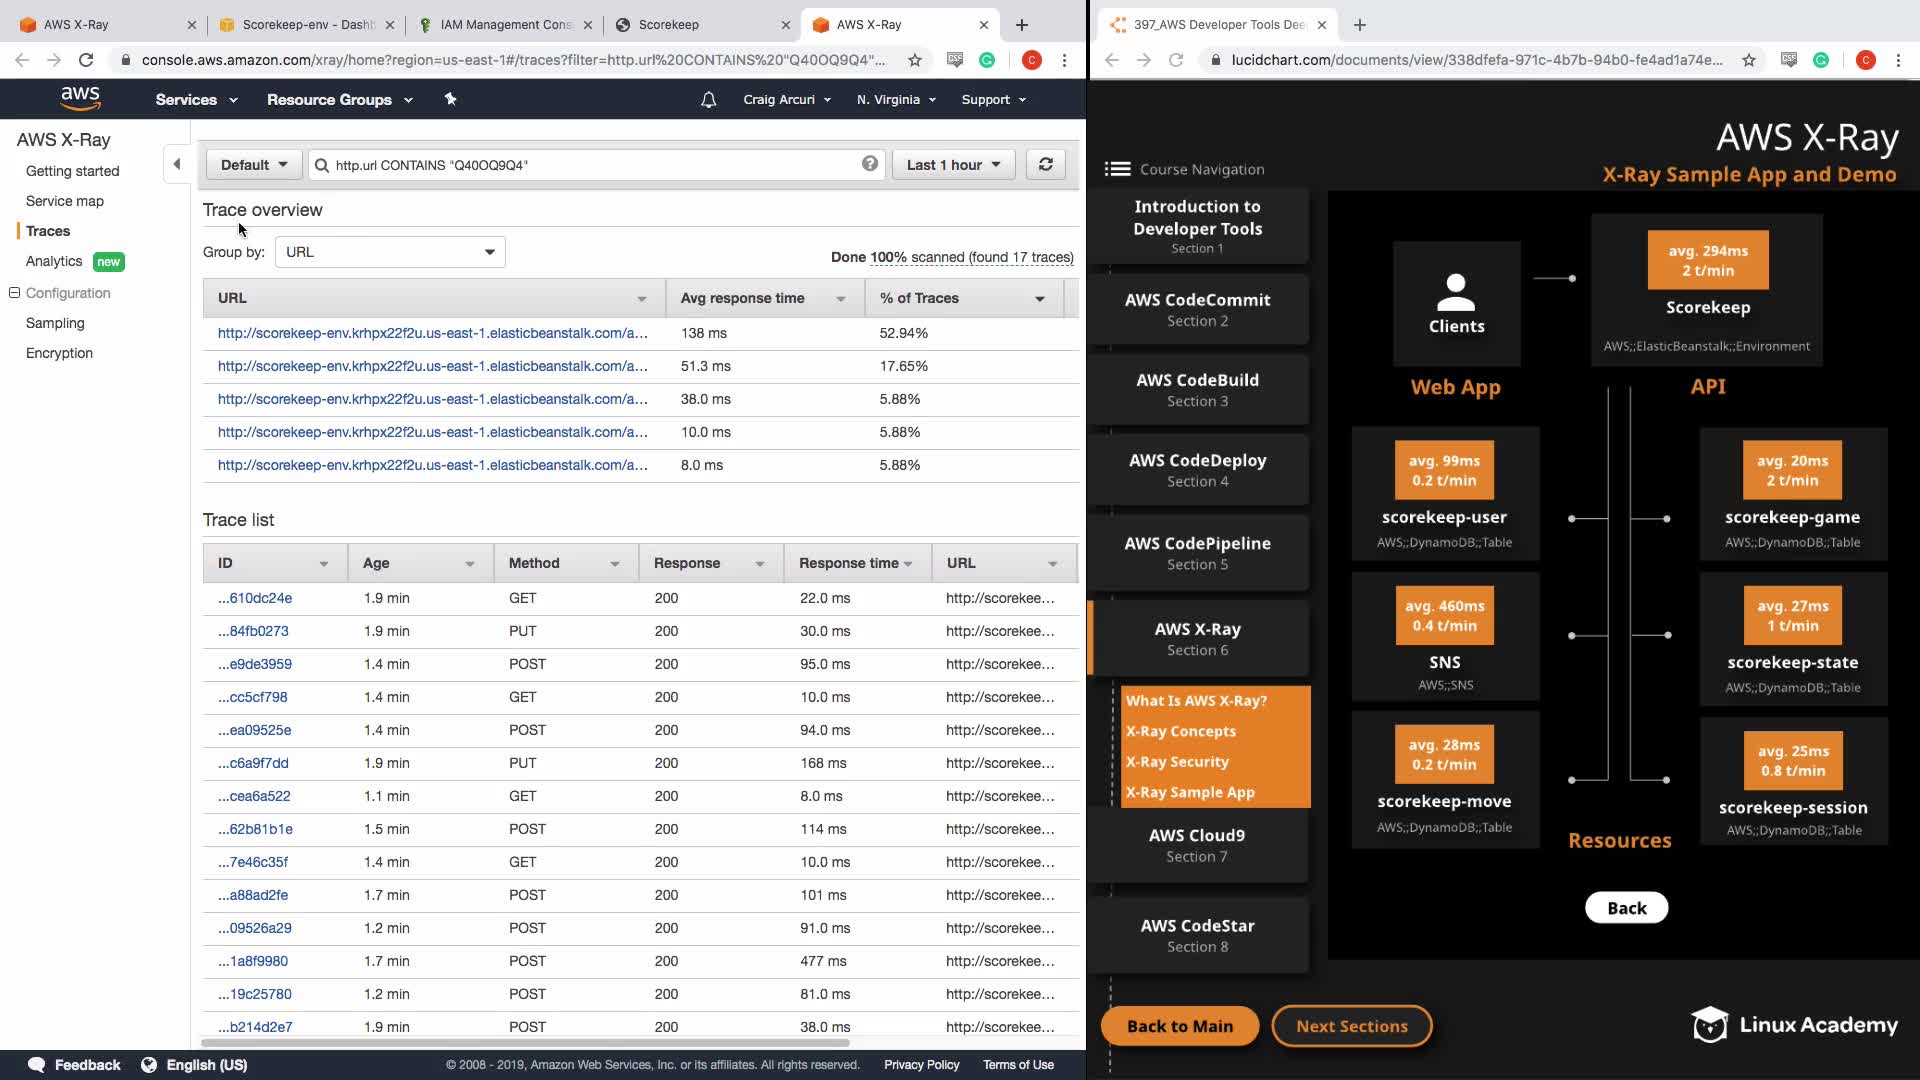 AWS X-Ray
Scorekeep-env - Dashb
IAM Management Cons
Scorekeep
AWS X-Ray
console.aws.amazon.com/xray/home?region=us-east-1#/traces?filter=http.url%20CONTAINS%20"Q40OQ9Q4"...
C
aws
Services
Resource Groups
Craig Arcuri
N. Virginia
Support
AWS X-Ray
Getting started
Service map
Traces
Analytics new
Configuration
Sampling
Encryption
Default
http.url CONTAINS "Q40OQ9Q4"
?
Last 1 hour
Trace overview
Group by:
URL
Done 100% scanned (found 17 traces)
URL Avg response time % of Traces
http://scorekeep-env.krhpx22f2u.us-east-1.elasticbeanstalk.com/a... 138 ms 52.94%
http://scorekeep-env.krhpx22f2u.us-east-1.elasticbeanstalk.com/a... 51.3 ms 17.65%
http://scorekeep-env.krhpx22f2u.us-east-1.elasticbeanstalk.com/a... 38.0 ms 5.88%
http://scorekeep-env.krhpx22f2u.us-east-1.elasticbeanstalk.com/a... 10.0 ms 5.88%
http://scorekeep-env.krhpx22f2u.us-east-1.elasticbeanstalk.com/a... 8.0 ms 5.88%
Trace list
ID Age Method Response Response time URL
...610dc24e 1.9 min GET 200 22.0 ms http://scorekee...
...84fb0273 1.9 min PUT 200 30.0 ms http://scorekee...
...e9de3959 1.4 min POST 200 95.0 ms http://scorekee...
...cc5cf798 1.4 min GET 200 10.0 ms http://scorekee...
...ea09525e 1.4 min POST 200 94.0 ms http://scorekee...
...c6a9f7dd 1.9 min PUT 200 168 ms http://scorekee...
...cea6a522 1.1 min GET 200 8.0 ms http://scorekee...
...62b81b1e 1.5 min POST 200 114 ms http://scorekee...
...7e46c35f 1.4 min GET 200 10.0 ms http://scorekee...
...a88ad2fe 1.7 min POST 200 101 ms http://scorekee...
...09526a29 1.2 min POST 200 91.0 ms http://scorekee...
...1a8f9980 1.7 min POST 200 477 ms http://scorekee...
...19c25780 1.2 min POST 200 81.0 ms http://scorekee...
...b214d2e7 1.9 min POST 200 38.0 ms http://scorekee...
Feedback
English (US)
© 2008 - 2019, Amazon Web Services, Inc. or its affiliates. All rights reserved.
Privacy Policy
Terms of Use
397_AWS Developer Tools Dee
lucidchart.com/documents/view/338dfefa-971c-4b7b-94b0-fe4ad1a74e...
C
AWS X-Ray
X-Ray Sample App and Demo
Course Navigation
Introduction to
Developer Tools
Section 1
AWS CodeCommit
Section 2
AWS CodeBuild
Section 3
AWS CodeDeploy
Section 4
AWS CodePipeline
Section 5
AWS X-Ray
Section 6
What Is AWS X-Ray?
X-Ray Concepts
X-Ray Security
X-Ray Sample App
AWS Cloud9
Section 7
AWS CodeStar
Section 8
Clients
Web App
avg. 294ms
2 t/min
Scorekeep
AWS;;ElasticBeanstalk;;Environment
API
avg. 99ms
0.2 t/min
scorekeep-user
AWS;;DynamoDB;;Table
avg. 20ms
2 t/min
scorekeep-game
AWS;;DynamoDB;;Table
avg. 460ms
0.4 t/min
SNS
AWS;;SNS
avg. 27ms
1 t/min
scorekeep-state
AWS;;DynamoDB;;Table
avg. 28ms
0.2 t/min
scorekeep-move
AWS;;DynamoDB;;Table
avg. 25ms
0.8 t/min
scorekeep-session
AWS;;DynamoDB;;Table
Resources
Back
Back to Main
Next Sections
Linux Academy